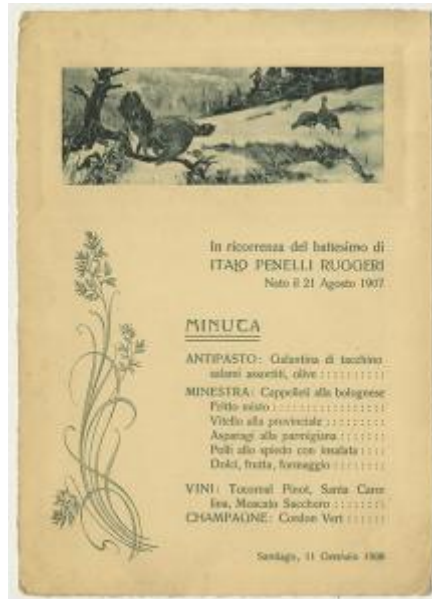 In ricorrenza del battesimo di
ITALO PENELLI RUGGERI
Nato il 21 Agosto 1907
MINUTA
ANTIPASTO: Galantina di tacchino
salami assortiti, olive : : : : : : : : : :
MINESTRA: Cappelleti alla bolognese
Fritto misto : : : : : : : : : : : : : : : : :
Vitello alla provinciale : : : : : : : : :
Asparagi alla parmigiana : : : : : : :
Polli allo spiedo con insalata : : : :
Dolci, frutta, formaggio : : : : : : : :
VINI: Tocornal Pinot, Santa Caro
lina, Moscato Sacchero : : : : : :
CHAMPAGNE: Cordon Vert : : : : : :
Santiago, 11 Gennaio 1908